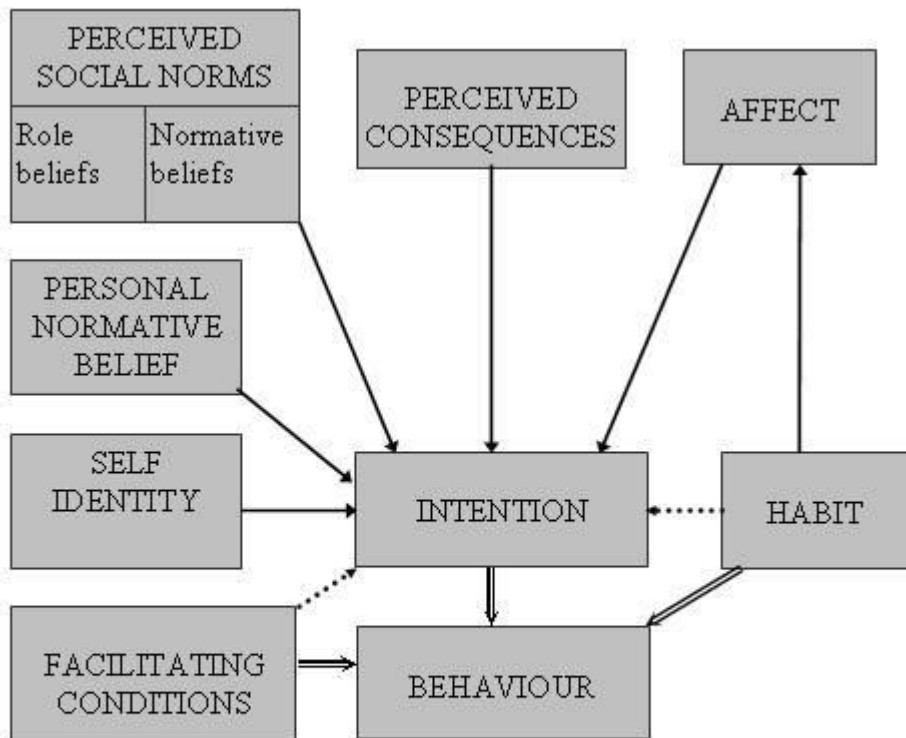 PERCEIVED
SOCIAL NORMS
Role
beliefs
Normative
beliefs
PERCEIVED
CONSEQUENCES
AFFECT
PERSONAL
NORMATIVE
BELIEF
SELF
IDENTITY
INTENTION
HABIT
FACILITATING
CONDITIONS
BEHAVIOUR